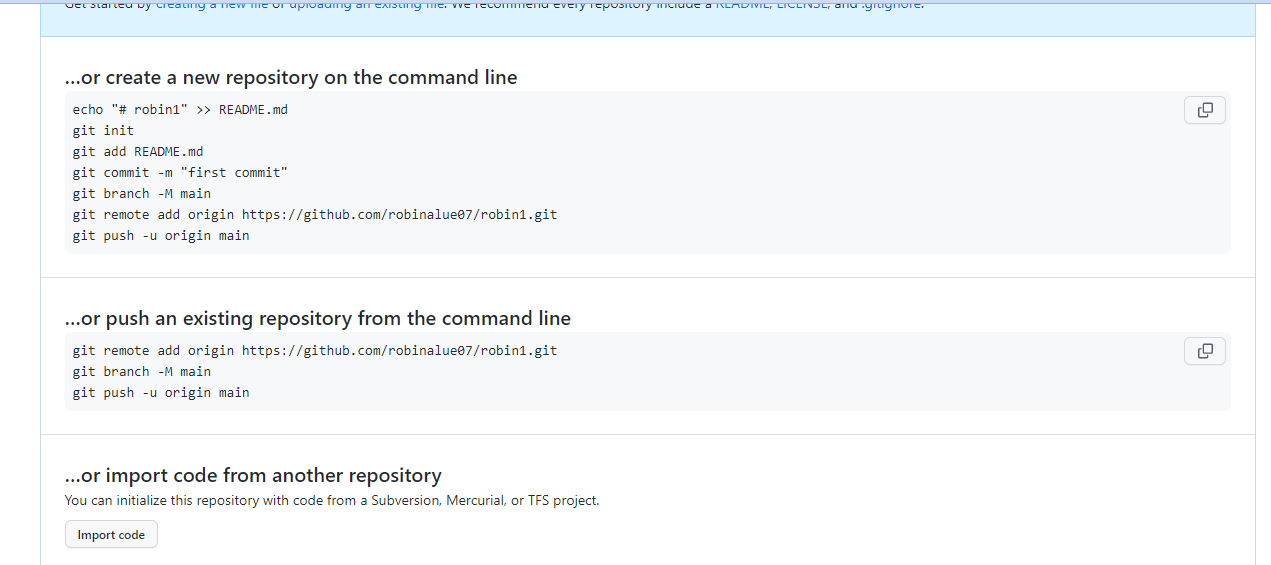 Get started by creating a new file or uploading an existing file. We recommend every repository include a README, LICENSE, and .gitignore.
...or create a new repository on the command line
echo "# robin1" >> README.md
git init
git add README.md
git commit -m "first commit"
git branch -M main
git remote add origin https://github.com/robinalue07/robin1.git
git push -u origin main
...or push an existing repository from the command line
git remote add origin https://github.com/robinalue07/robin1.git
git branch -M main
git push -u origin main
...or import code from another repository
You can initialize this repository with code from a Subversion, Mercurial, or TFS project.
Import code